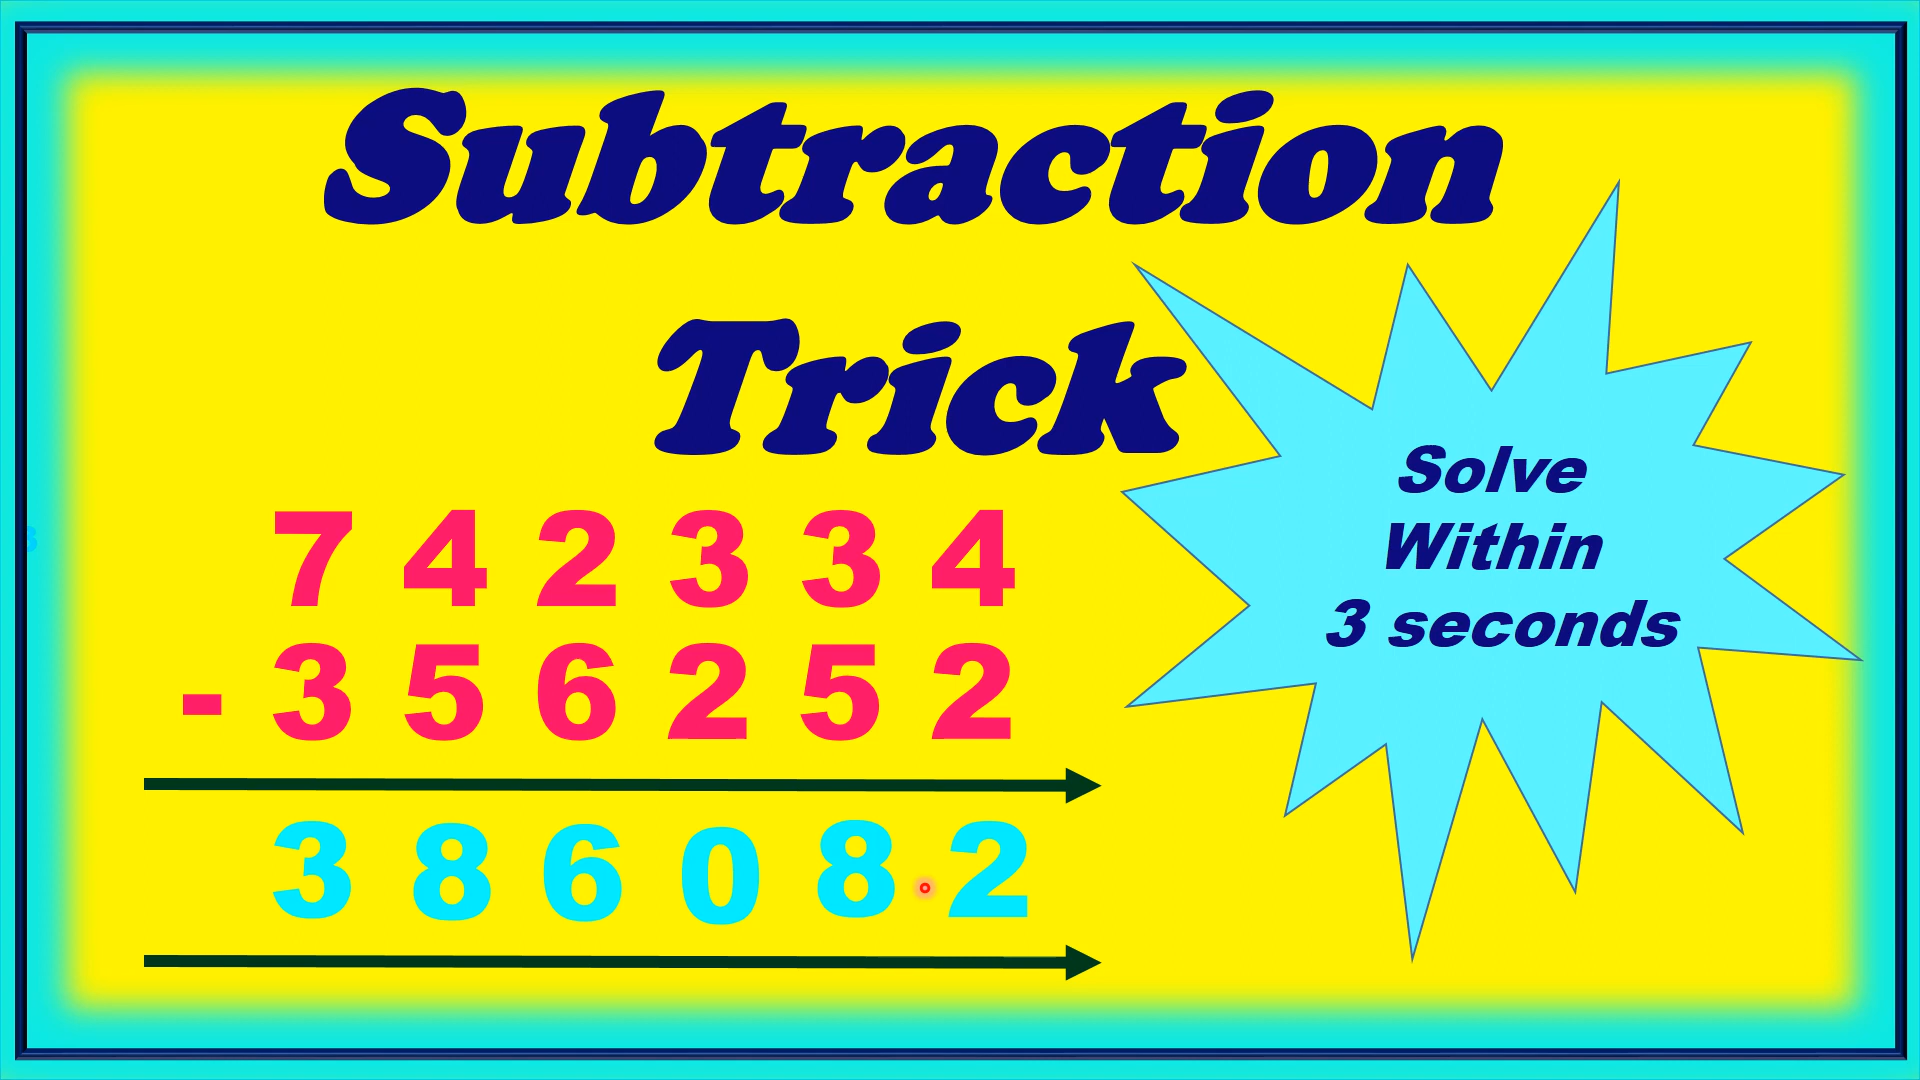 Subtraction
Trick
Solve
Within
3 seconds
7 4 2 3 3 4
- 3 5 6 2 5 2
3 8 6 0 8 2